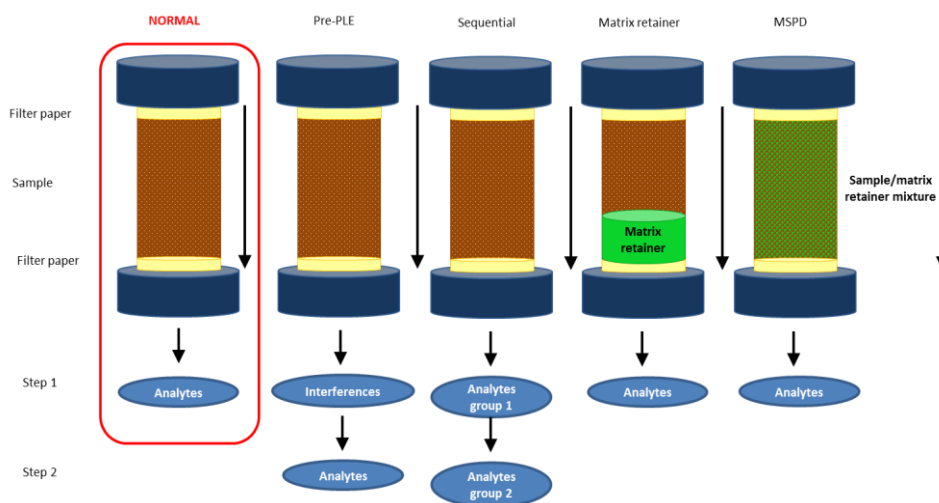 NORMAL Pre-PLE Sequential Matrix retainer MSPD
Filter paper
Sample
Sample/matrix
retainer mixture
Matrix
retainer
Filter paper
Step 1
Analytes Interferences Analytes
group 1 Analytes Analytes
Step 2
Analytes Analytes
group 2